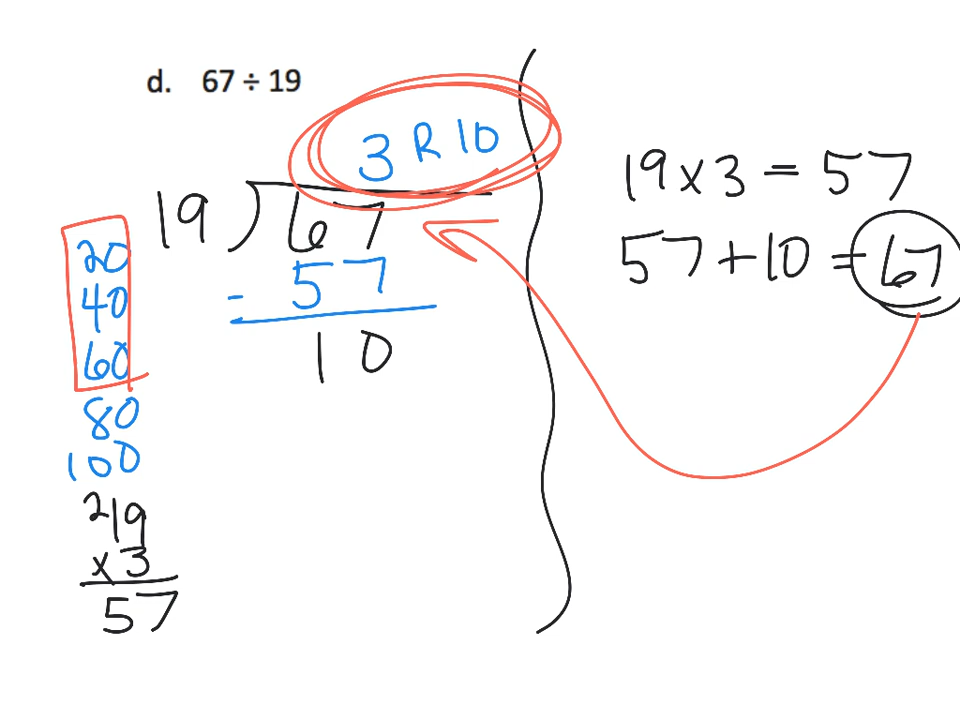 d. 67 ÷ 19
3 R 10
19 ) 67
- 57
10
20
40
60
80
100
2
19
x 3
57
19 x 3 = 57
57 + 10 = 67